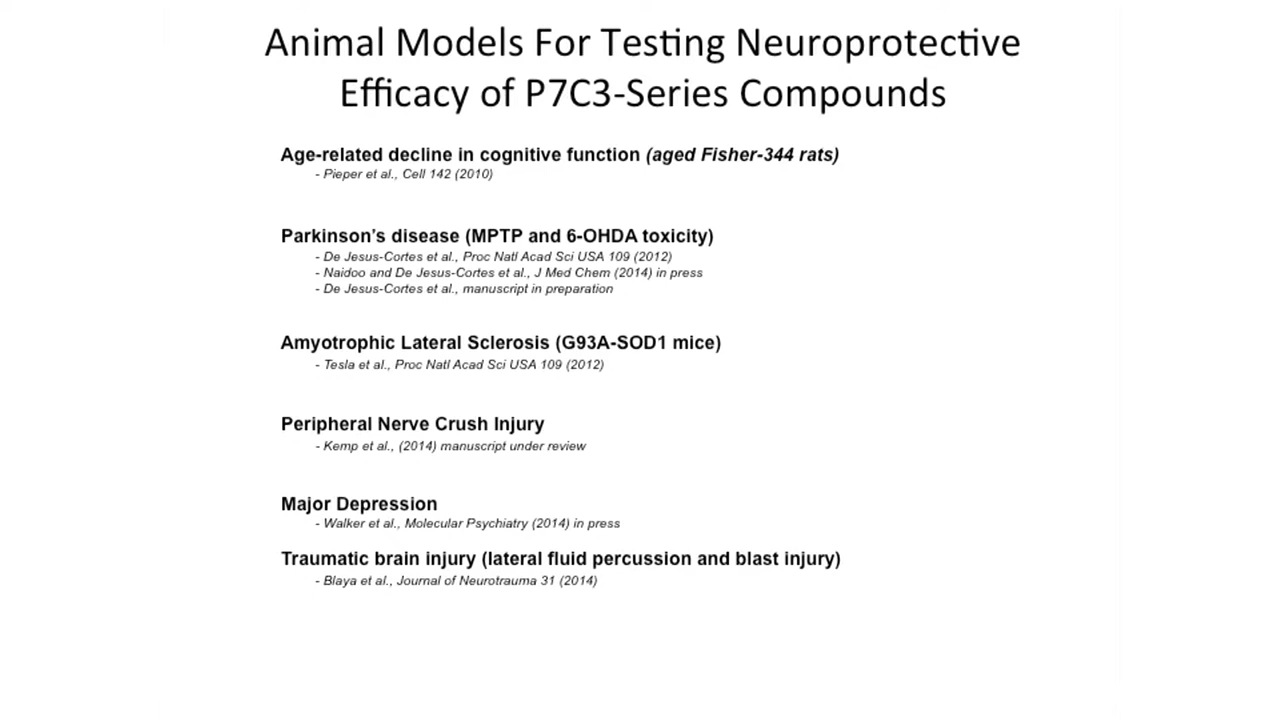 Animal Models For Testing Neuroprotective
Efficacy of P7C3-Series Compounds
Age-related decline in cognitive function (aged Fisher-344 rats)
- Pieper et al., Cell 142 (2010)
Parkinson's disease (MPTP and 6-OHDA toxicity)
- De Jesus-Cortes et al., Proc Natl Acad Sci USA 109 (2012)
- Naidoo and De Jesus-Cortes et al., J Med Chem (2014) in press
- De Jesus-Cortes et al., manuscript in preparation
Amyotrophic Lateral Sclerosis (G93A-SOD1 mice)
- Tesla et al., Proc Natl Acad Sci USA 109 (2012)
Peripheral Nerve Crush Injury
- Kemp et al., (2014) manuscript under review
Major Depression
- Walker et al., Molecular Psychiatry (2014) in press
Traumatic brain injury (lateral fluid percussion and blast injury)
- Blaya et al., Journal of Neurotrauma 31 (2014)